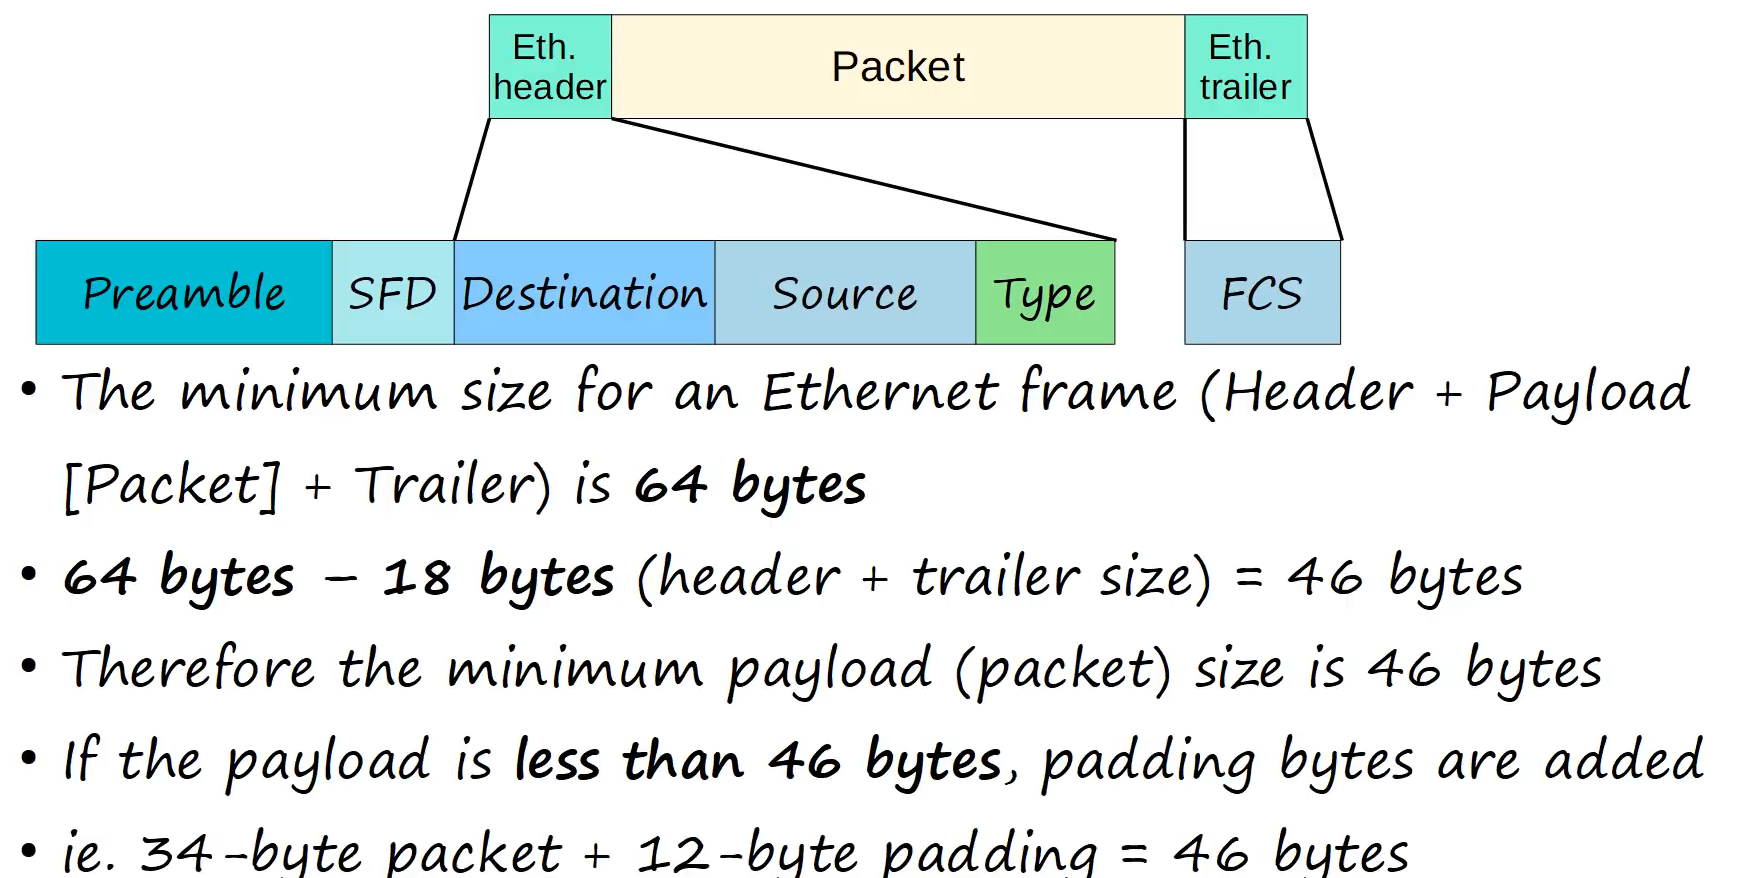 Eth.
header
Packet
Eth.
trailer
Preamble
SFD
Destination
Source
Type
FCS
• The minimum size for an Ethernet frame (Header + Payload
[Packet] + Trailer) is 64 bytes
• 64 bytes – 18 bytes (header + trailer size) = 46 bytes
• Therefore the minimum payload (packet) size is 46 bytes
• If the payload is less than 46 bytes, padding bytes are added
• ie. 34-byte packet + 12-byte padding = 46 bytes